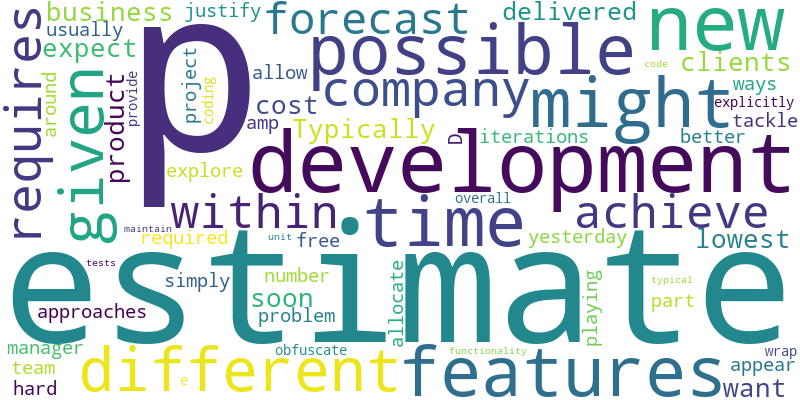 business
justify
forecast
delivered
new
usually
expect
p
possible
clients
requires
given
around
product
provide
project
coding
allow
cost
amp
company
might
code
ways
explicitly
tackle
Typically
D
iterations
better
explore
development
within
time
overall
achieve
maintain
required
unit
free
yesterday
lowest
estimate
tests
simply
number
soon
problem
allocate
playing
typical
part
approaches
manager
team
hard
different
e
obfuscate
features
functionality
wrap
appear
want